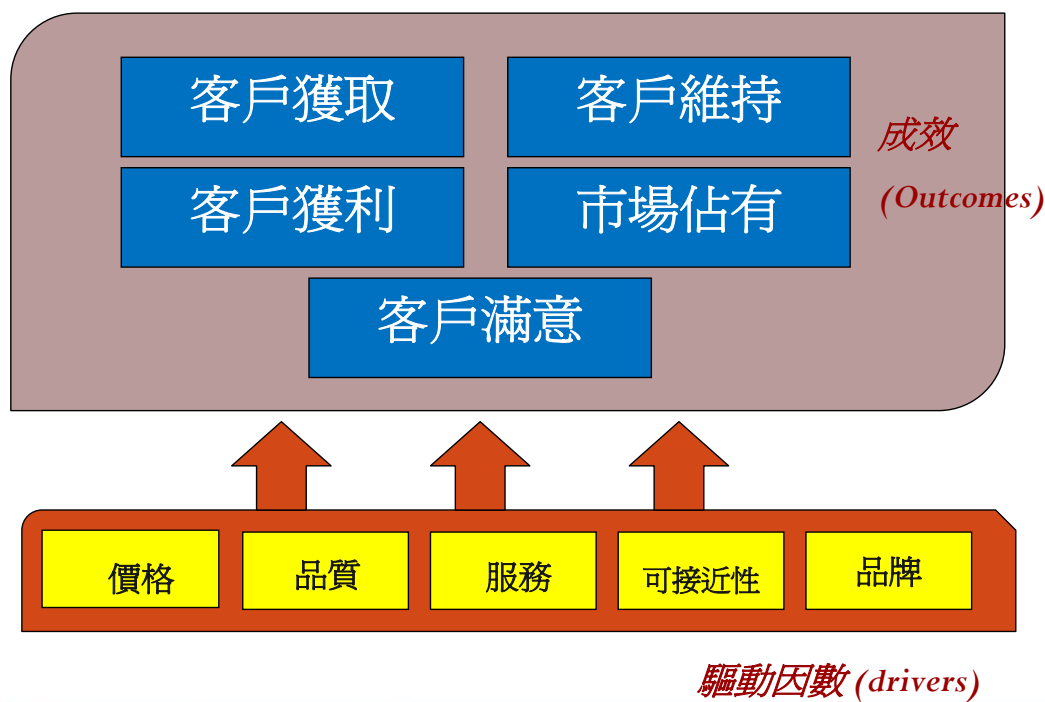 客戶獲取
客戶維持
成效
(Outcomes)
客戶獲利
市場佔有
客戶滿意
價格
品質
服務
可接近性
品牌
驅動因數 (drivers)